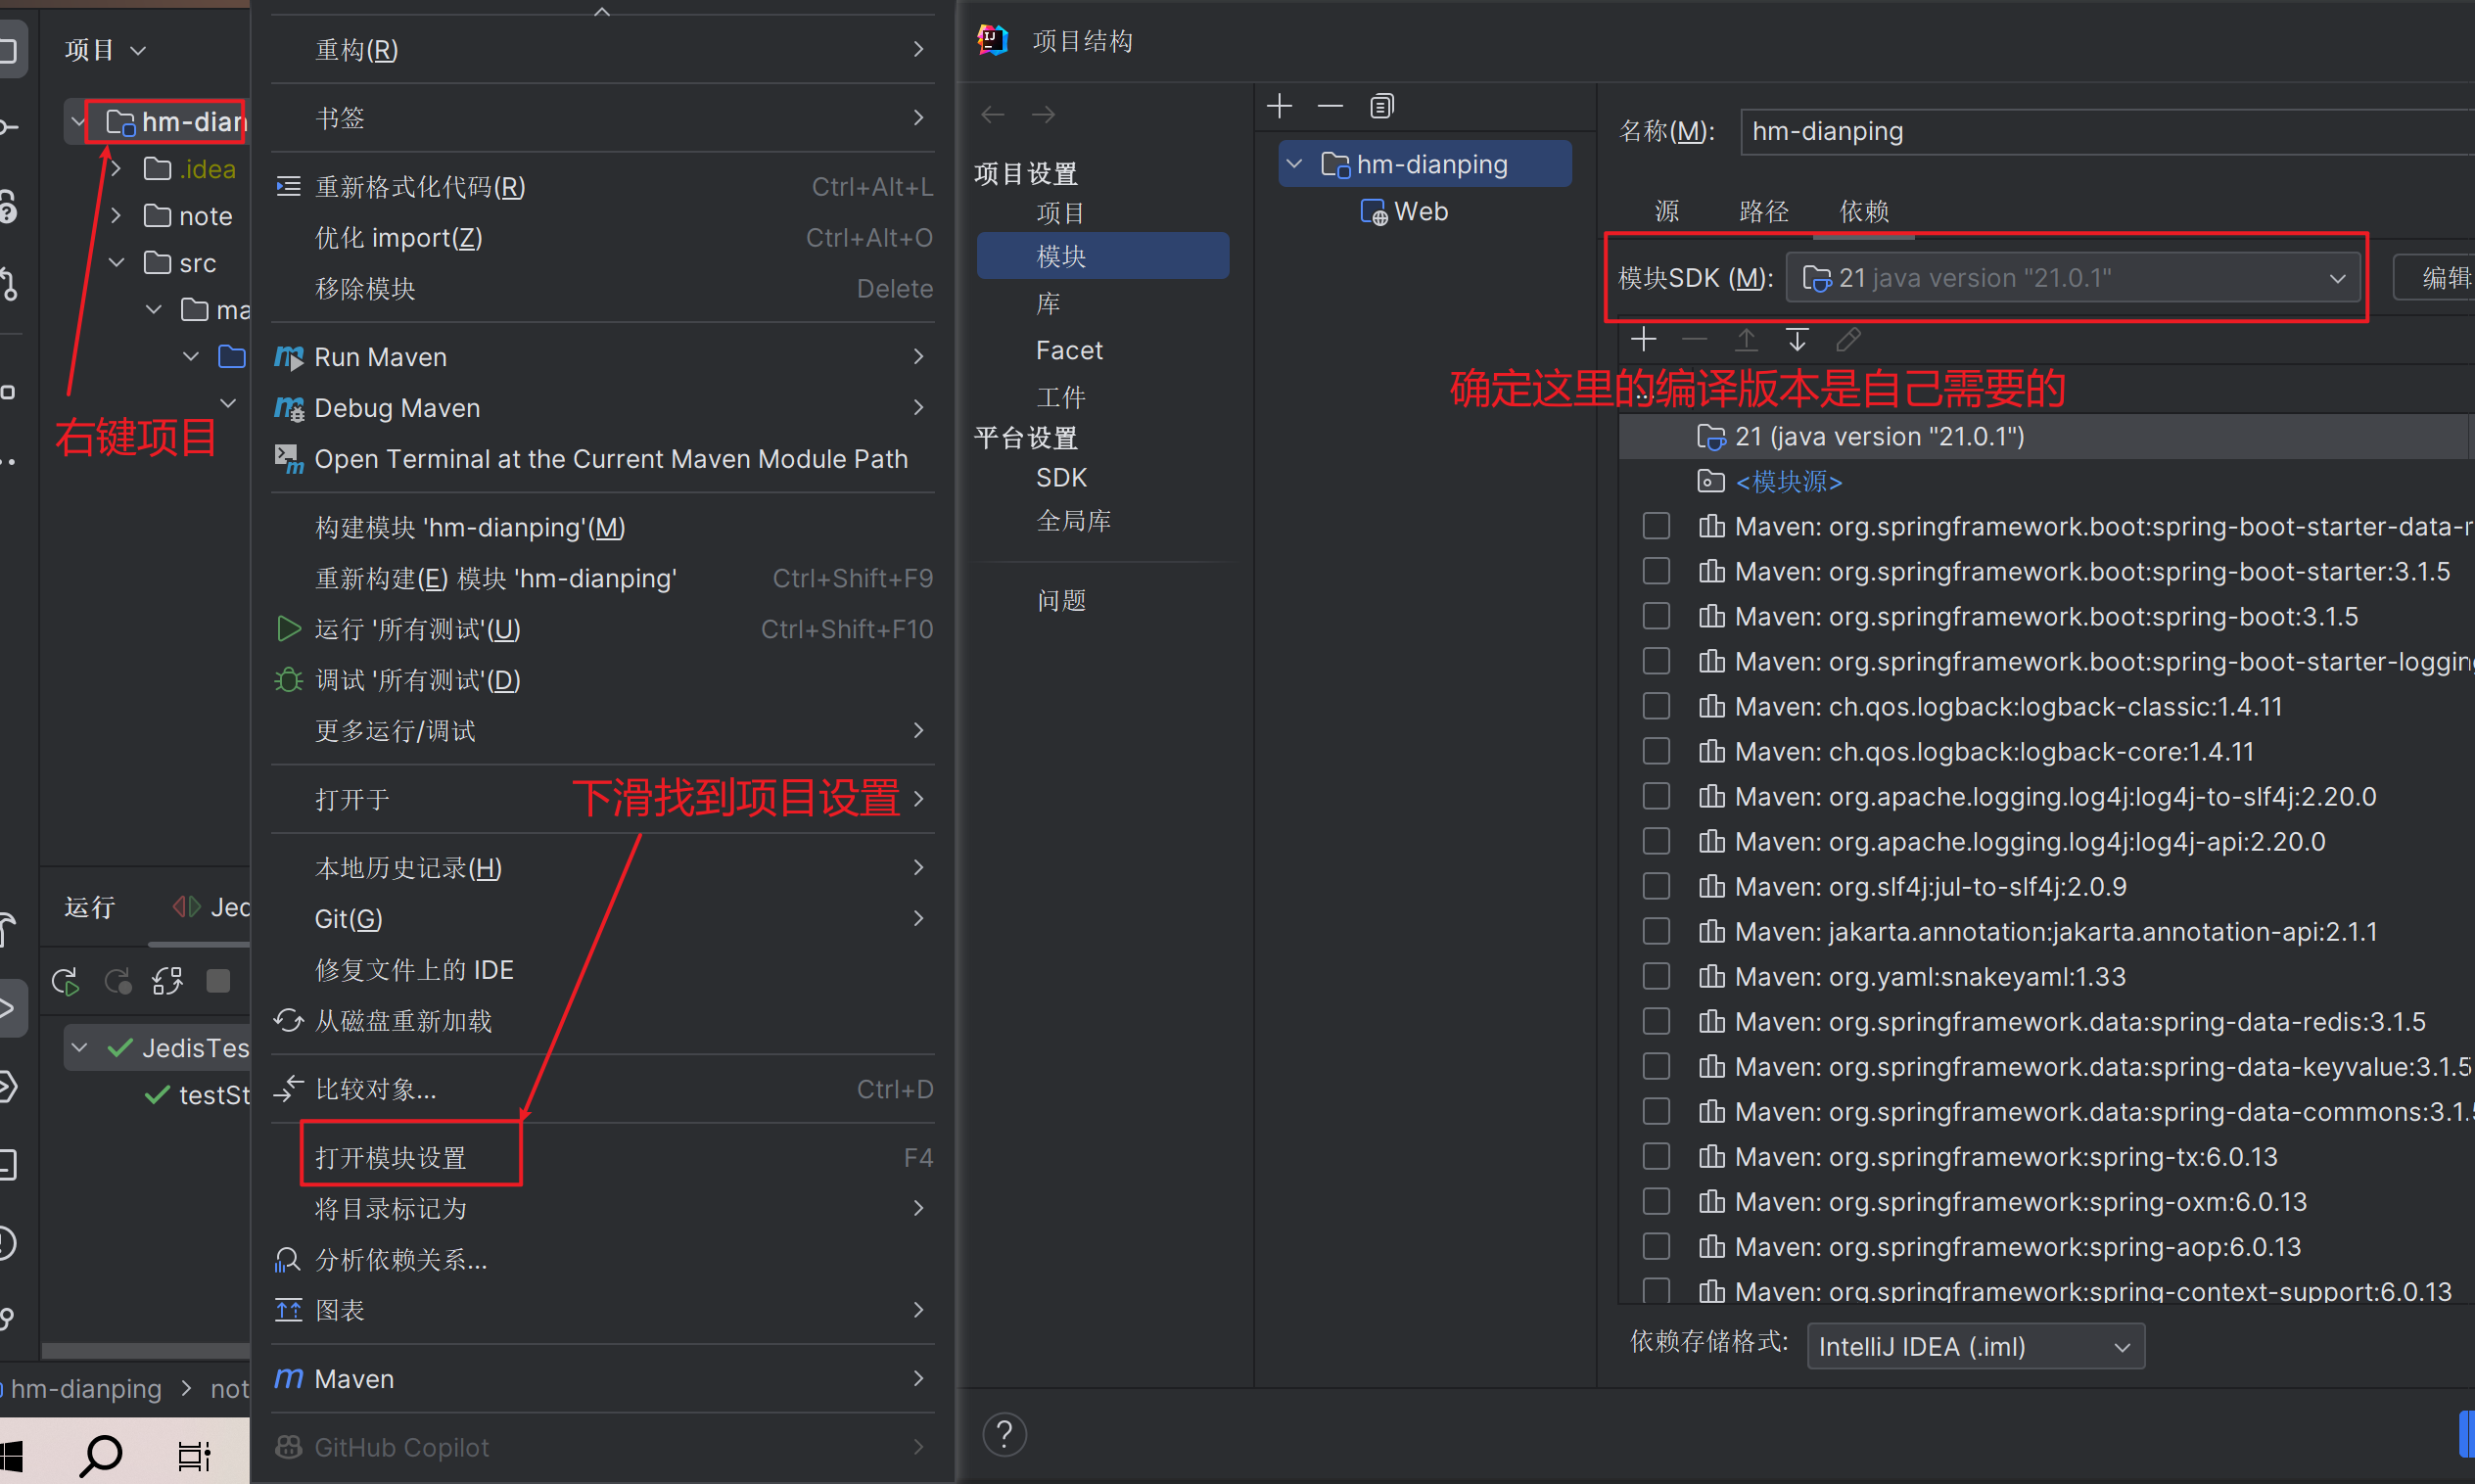 项目
hm-dian
.idea
note
src
ma
右键项目
运行
Jed
JedisTes
testSt
hm-dianping
not
重构(R)
书签
重新格式化代码(R) Ctrl+Alt+L
优化 import(Z) Ctrl+Alt+O
移除模块 Delete
Run Maven
Debug Maven
Open Terminal at the Current Maven Module Path
构建模块 'hm-dianping'(M)
重新构建(E) 模块 'hm-dianping' Ctrl+Shift+F9
运行 '所有测试'(U) Ctrl+Shift+F10
调试 '所有测试'(D)
更多运行/调试
打开于
下滑找到项目设置
本地历史记录(H)
Git(G)
修复文件上的 IDE
从磁盘重新加载
比较对象... Ctrl+D
打开模块设置 F4
将目录标记为
分析依赖关系...
图表
Maven
GitHub Copilot
项目结构
项目设置
项目
模块
库
Facet
工件
平台设置
SDK
全局库
问题
hm-dianping
Web
名称(M): hm-dianping
源 路径 依赖
模块SDK (M): 21 java version "21.0.1" 编辑
确定这里的编译版本是自己需要的
21 (java version "21.0.1")
<模块源>
Maven: org.springframework.boot:spring-boot-starter-data-r
Maven: org.springframework.boot:spring-boot-starter:3.1.5
Maven: org.springframework.boot:spring-boot:3.1.5
Maven: org.springframework.boot:spring-boot-starter-logging
Maven: ch.qos.logback:logback-classic:1.4.11
Maven: ch.qos.logback:logback-core:1.4.11
Maven: org.apache.logging.log4j:log4j-to-slf4j:2.20.0
Maven: org.apache.logging.log4j:log4j-api:2.20.0
Maven: org.slf4j:jul-to-slf4j:2.0.9
Maven: jakarta.annotation:jakarta.annotation-api:2.1.1
Maven: org.yaml:snakeyaml:1.33
Maven: org.springframework.data:spring-data-redis:3.1.5
Maven: org.springframework.data:spring-data-keyvalue:3.1.5
Maven: org.springframework.data:spring-data-commons:3.1.5
Maven: org.springframework:spring-tx:6.0.13
Maven: org.springframework:spring-oxm:6.0.13
Maven: org.springframework:spring-aop:6.0.13
Maven: org.springframework:spring-context-support:6.0.13
依赖存储格式: IntelliJ IDEA (.iml)